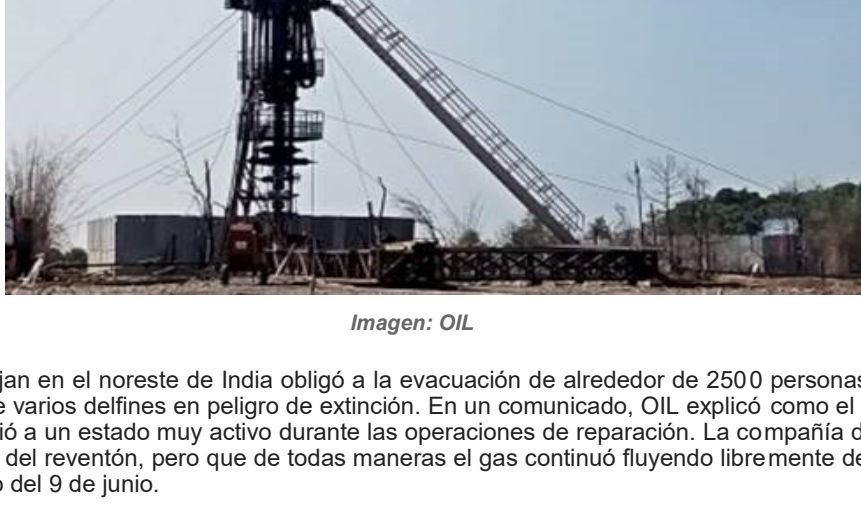 Imagen: OIL
jan en el noreste de India obligó a la evacuación de alrededor de 2500 personas
varios delfines en peligro de extinción. En un comunicado, OIL explicó como el
ió a un estado muy activo durante las operaciones de reparación. La compañía d
del reventón, pero que de todas maneras el gas continuó fluyendo libremente de
del 9 de junio.